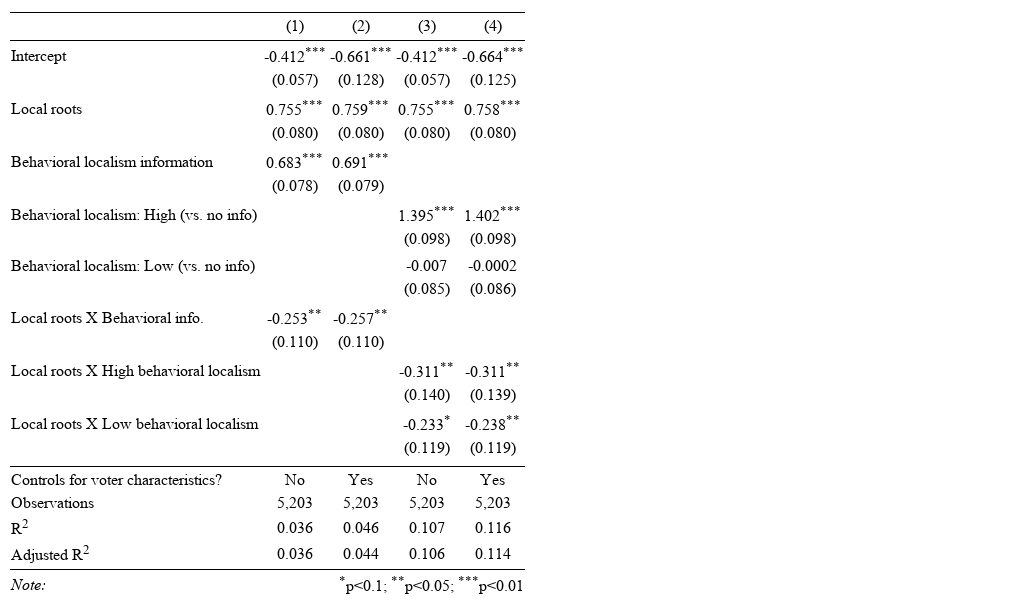 (1) (2) (3) (4)
Intercept -0.412*** -0.661*** -0.412*** -0.664***
(0.057) (0.128) (0.057) (0.125)
Local roots 0.755*** 0.759*** 0.755*** 0.758***
(0.080) (0.080) (0.080) (0.080)
Behavioral localism information 0.683*** 0.691***
(0.078) (0.079)
Behavioral localism: High (vs. no info) 1.395*** 1.402***
(0.098) (0.098)
Behavioral localism: Low (vs. no info) -0.007 -0.0002
(0.085) (0.086)
Local roots X Behavioral info. -0.253** -0.257**
(0.110) (0.110)
Local roots X High behavioral localism -0.311** -0.311**
(0.140) (0.139)
Local roots X Low behavioral localism -0.233* -0.238**
(0.119) (0.119)
Controls for voter characteristics? No Yes No Yes
Observations 5,203 5,203 5,203 5,203
R2 0.036 0.046 0.107 0.116
Adjusted R2 0.036 0.044 0.106 0.114
Note: *p<0.1; **p<0.05; ***p<0.01